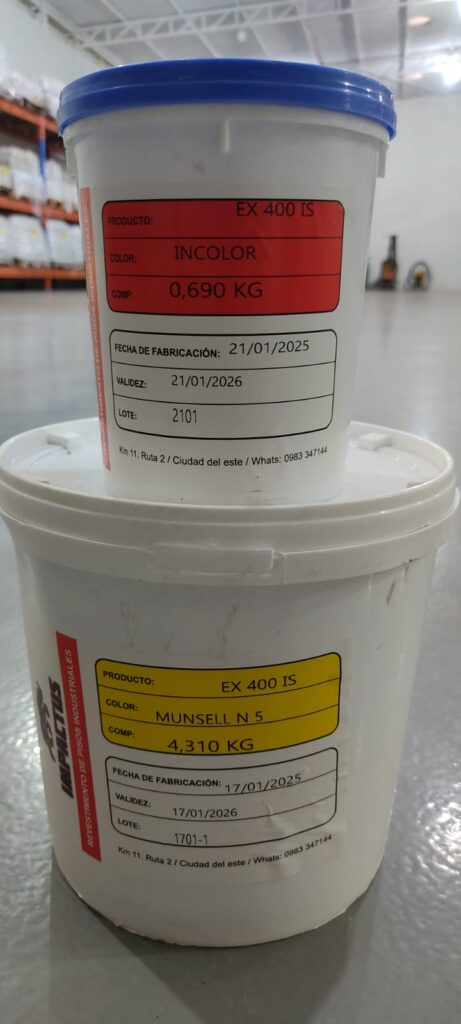 PRODUCTO: EX 400 IS
COLOR: INCOLOR
COMP: 0,690 KG
FECHA DE FABRICACIÓN: 21/01/2025
VALIDEZ: 21/01/2026
LOTE: 2101
Km 11. Ruta 2 / Ciudad del este / Whats: 0983 347144
IMPACTUS
REVESTIMENTO DE PISOS INDUSTRIALES
PRODUCTO: EX 400 IS
COLOR: MUNSELL N 5
COMP: 4,310 KG
FECHA DE FABRICACIÓN: 17/01/2025
VALIDEZ: 17/01/2026
LOTE: 1701-1
Km 11. Ruta 2 / Ciudad del este / Whats: 0983 347144